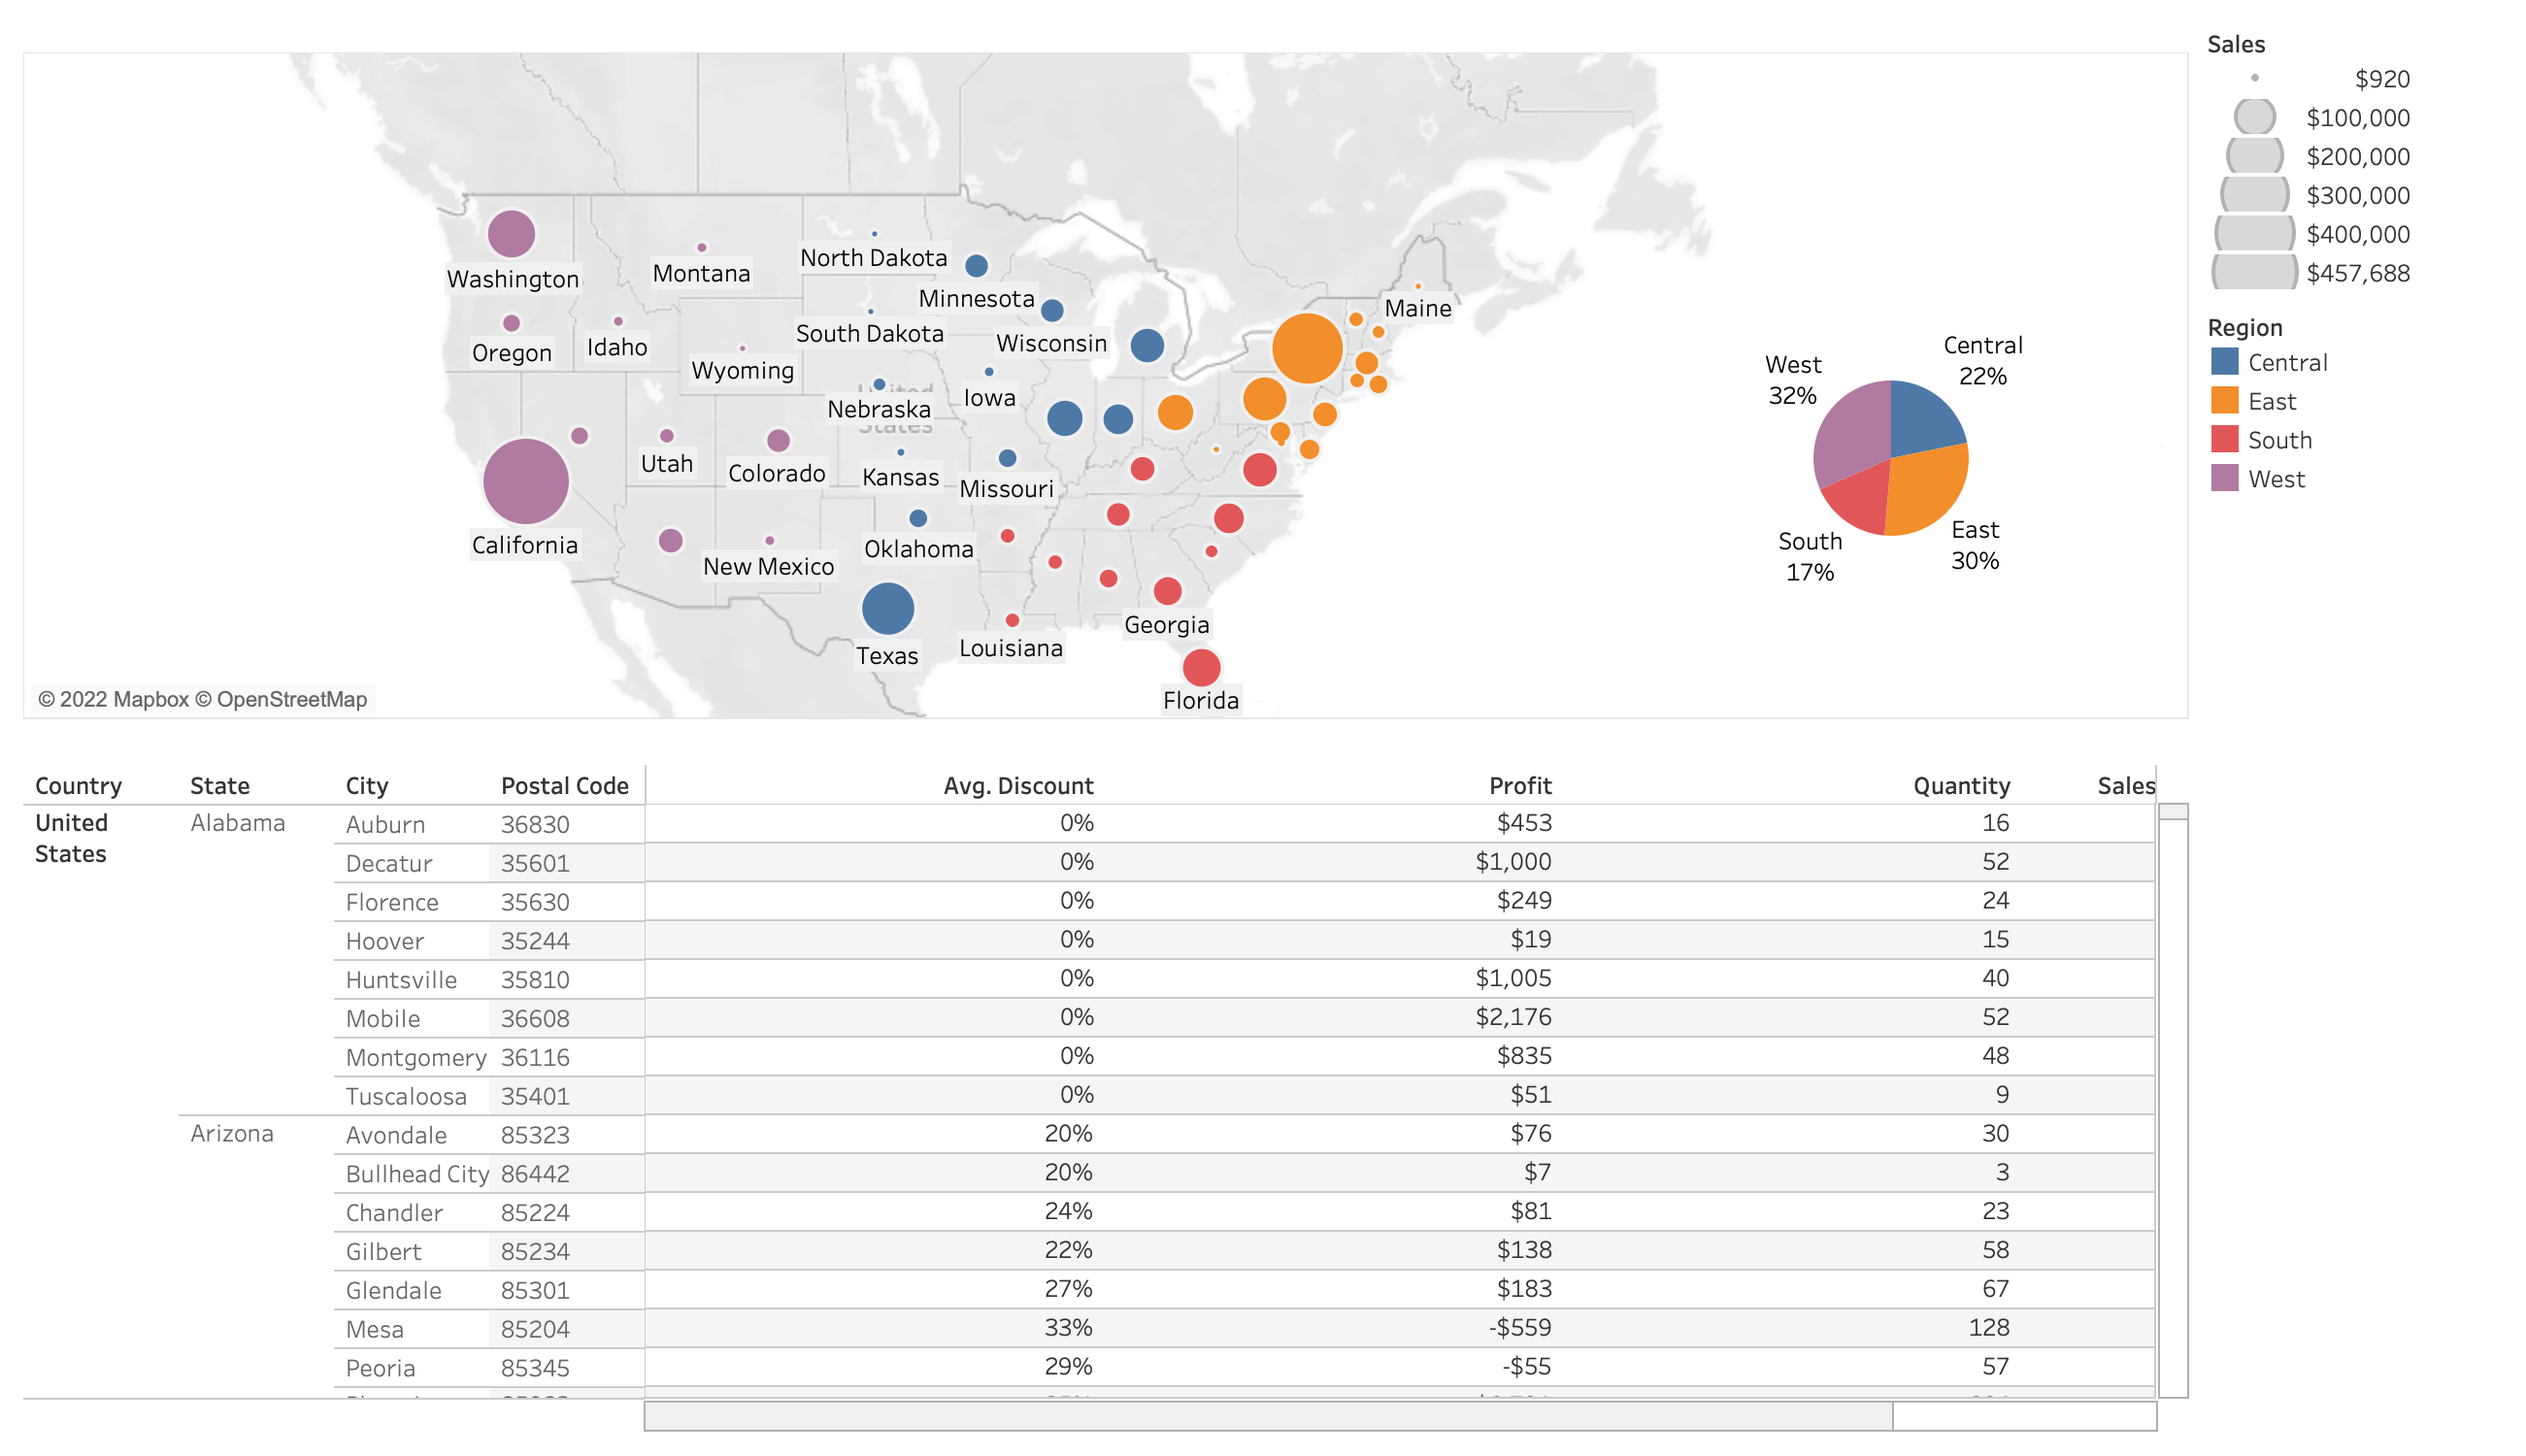 Sales
$920
$100,000
$200,000
$300,000
$400,000
$457,688
Region
Central
East
South
West
Washington
Montana
North Dakota
Minnesota
Maine
Oregon
Idaho
South Dakota
Wisconsin
Wyoming
United
States
Nebraska
Iowa
Utah
Colorado
Kansas
Missouri
California
New Mexico
Oklahoma
Texas
Louisiana
Georgia
Florida
West
32%
Central
22%
South
17%
East
30%
© 2022 Mapbox © OpenStreetMap
Country State City Postal Code Avg. Discount Profit Quantity Sales
United States Alabama Auburn 36830 0% $453 16
Decatur 35601 0% $1,000 52
Florence 35630 0% $249 24
Hoover 35244 0% $19 15
Huntsville 35810 0% $1,005 40
Mobile 36608 0% $2,176 52
Montgomery 36116 0% $835 48
Tuscaloosa 35401 0% $51 9
Arizona Avondale 85323 20% $76 30
Bullhead City 86442 20% $7 3
Chandler 85224 24% $81 23
Gilbert 85234 22% $138 58
Glendale 85301 27% $183 67
Mesa 85204 33% -$559 128
Peoria 85345 29% -$55 57